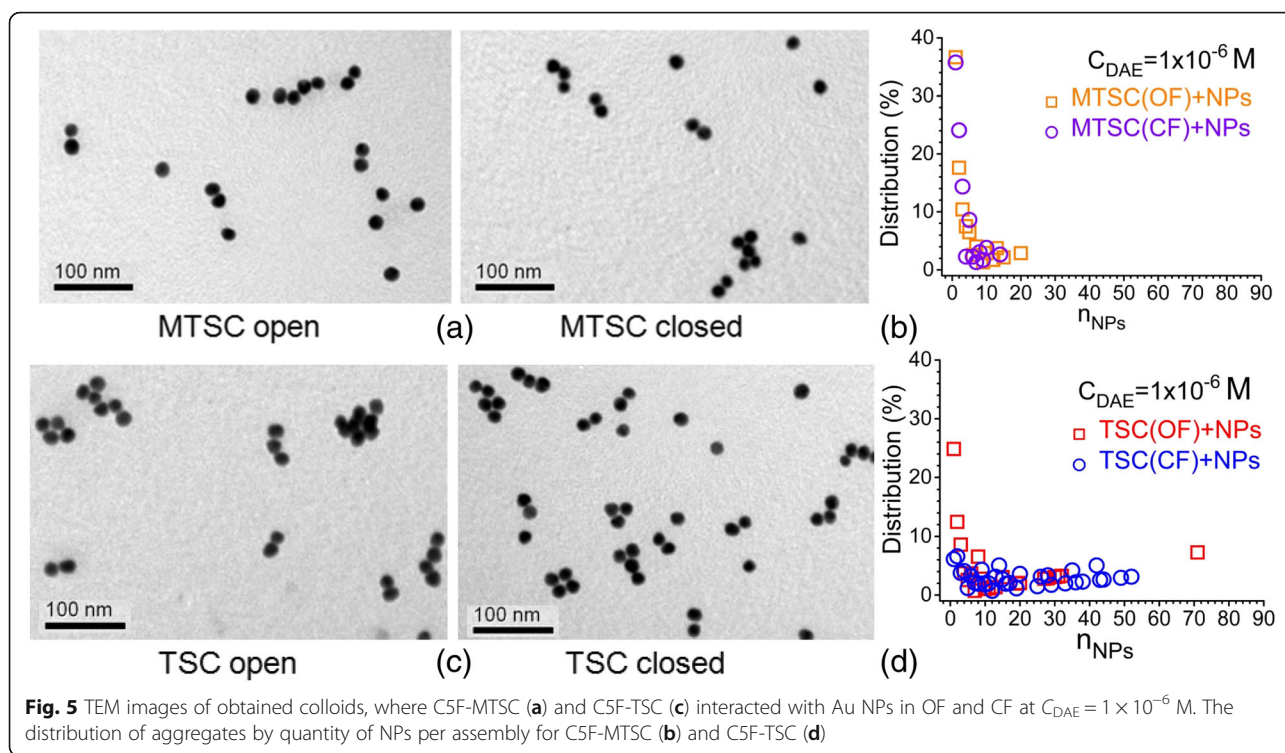 100 nm
MTSC open
(a)
100 nm
MTSC closed
(b)
Distribution (%)
40
30
20
10
0
C_DAE=1x10⁻⁶ M
MTSC(OF)+NPs
MTSC(CF)+NPs
0 10 20 30 40 50 60 70 80 90
n_NPs
100 nm
TSC open
(c)
100 nm
TSC closed
(d)
Distribution (%)
40
30
20
10
0
C_DAE=1x10⁻⁶ M
TSC(OF)+NPs
TSC(CF)+NPs
0 10 20 30 40 50 60 70 80 90
n_NPs
Fig. 5 TEM images of obtained colloids, where C5F-MTSC (a) and C5F-TSC (c) interacted with Au NPs in OF and CF at C_DAE = 1 × 10⁻⁶ M. The
distribution of aggregates by quantity of NPs per assembly for C5F-MTSC (b) and C5F-TSC (d)